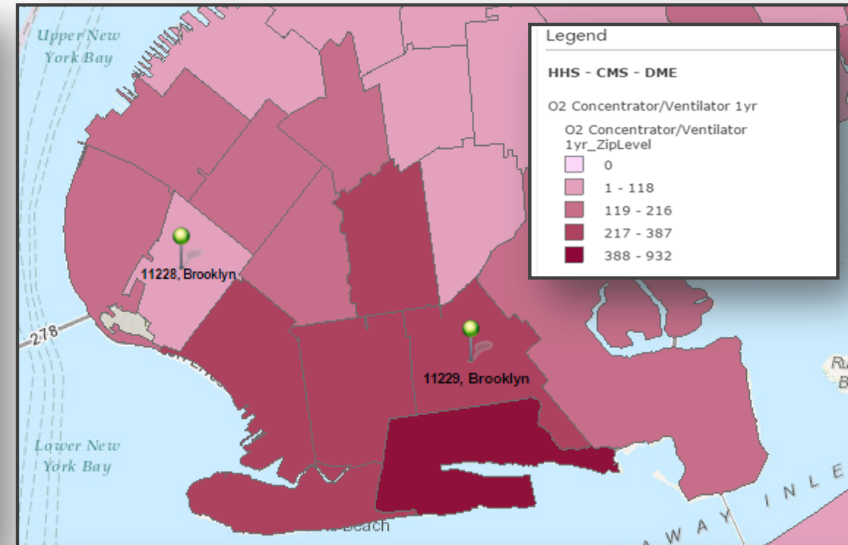 Upper New
York Bay
Legend
HHS - CMS - DME
O2 Concentrator/Ventilator 1yr
O2 Concentrator/Ventilator
1yr_ZipLevel
0
1 - 118
119 - 216
217 - 387
388 - 932
11228, Brooklyn
278
11229, Brooklyn
Lower New
York Bay
Beach
AWAY INLE